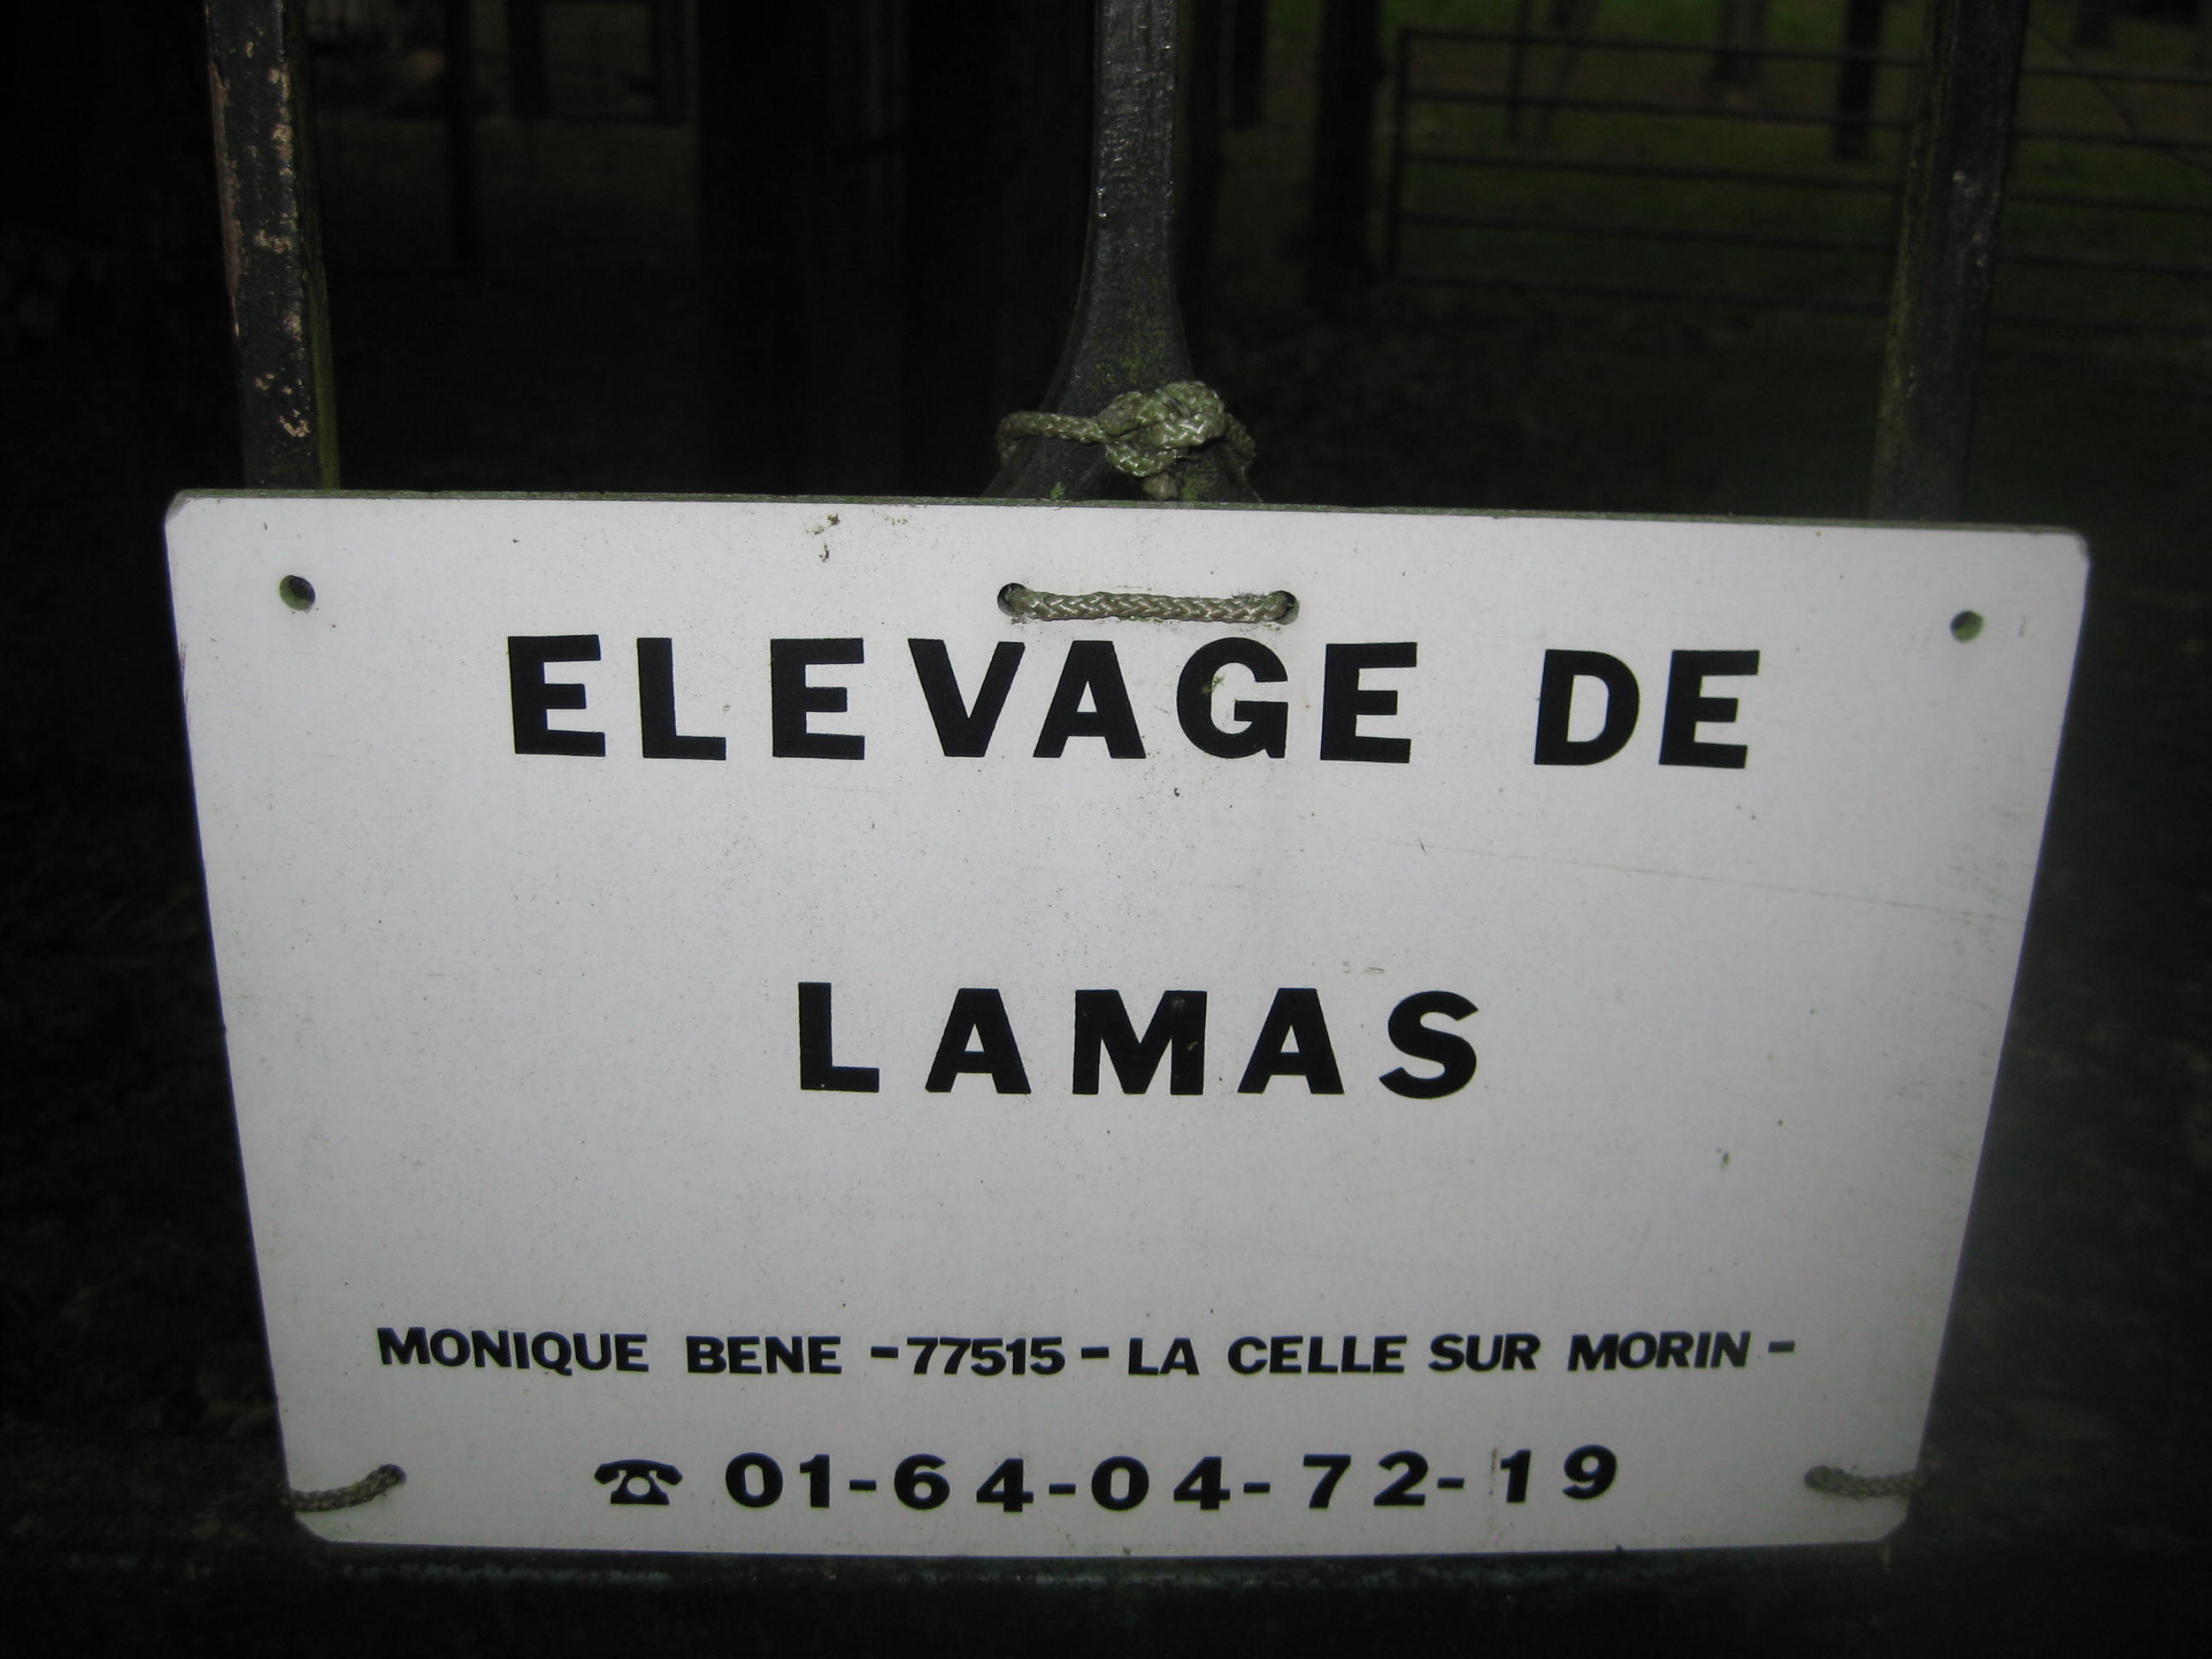 ELEVAGE DE
LAMAS
MONIQUE BENE -77515- LA CELLE SUR MORIN -
☎ 01-64-04-72-19